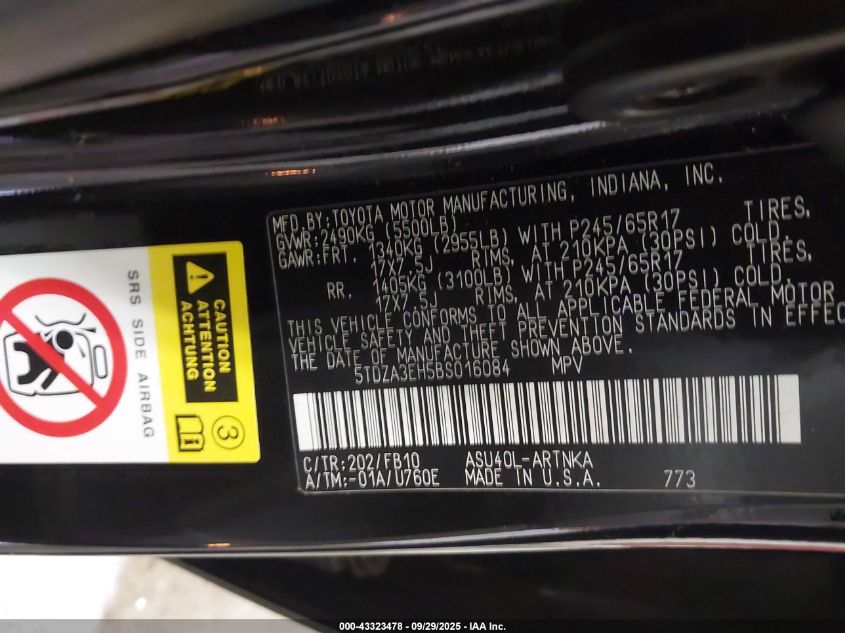 MFD.BY:TOYOTA MOTOR MANUFACTURING, INDIANA, INC.
GVWR:2490KG (5500LB)
GAWR:FRT. 1340KG (2955LB) WITH P245/65R17 TIRES,
17X7.5J RIMS, AT 210KPA (30PSI) COLD.
RR. 1405KG (3100LB) WITH P245/65R17 TIRES,
17X7.5J RIMS, AT 210KPA (30PSI) COLD.
THIS VEHICLE CONFORMS TO ALL APPLICABLE FEDERAL MOTOR
VEHICLE SAFETY AND THEFT PREVENTION STANDARDS IN EFFEC
THE DATE OF MANUFACTURE SHOWN ABOVE.
5TDZA3EH5BS016084 MPV
C/TR:202/FB10 ASU40L-ARTNKA
A/TM:-01A/U760E MADE IN U.S.A. 773
SRS SIDE AIRBAG
CAUTION
ATTENTION
ACHTUNG
3
000-43323478 - 09/29/2025 - IAA Inc.